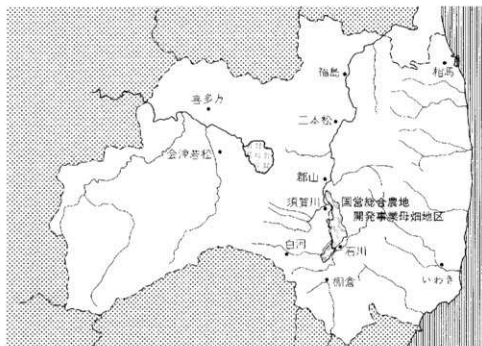 福島
相馬
喜多方
二本松
会津若松
郡山
須賀川
国営総合農地
開発事業母畑地区
白河
石川
棚倉
いわき